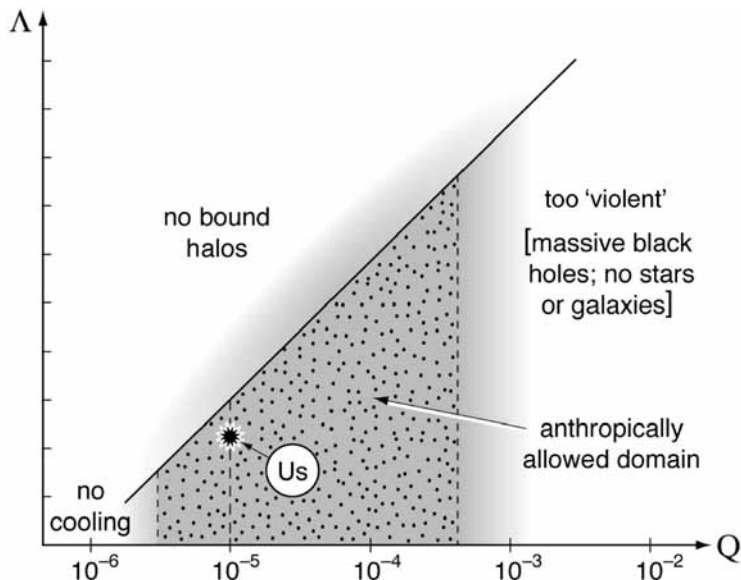 Λ
no bound
halos
too 'violent'
[massive black
holes; no stars
or galaxies]
anthropically
allowed domain
Us
no
cooling
10⁻⁶
10⁻⁵
10⁻⁴
10⁻³
10⁻²
Q